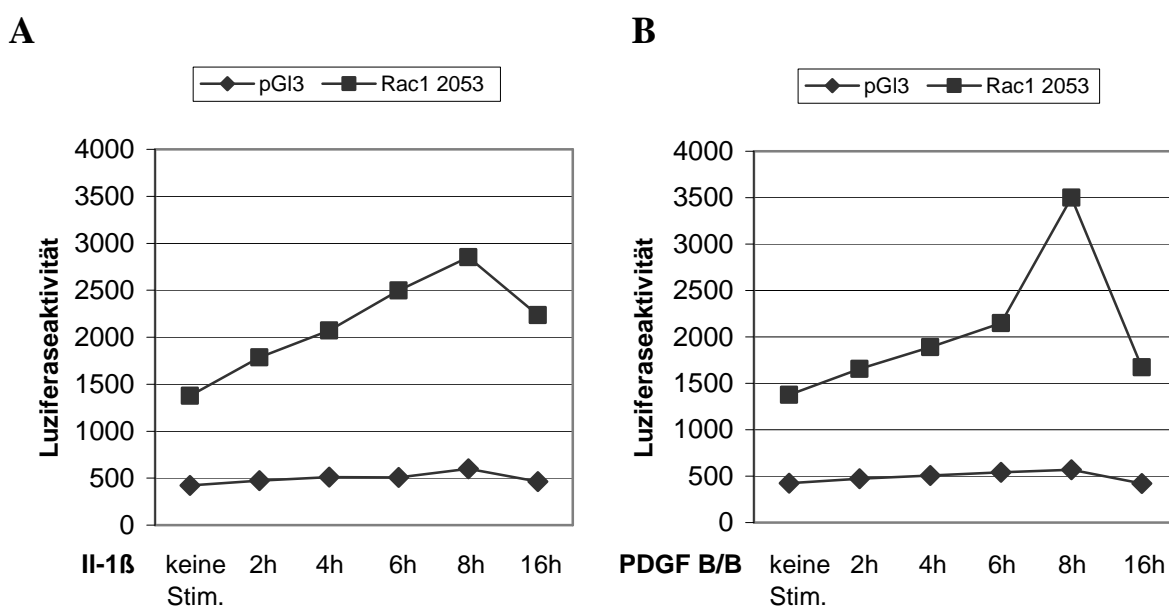 A
pGl3 Rac1 2053
Luziferaseaktivität
4000
3500
3000
2500
2000
1500
1000
500
0
Il-1ß keine Stim. 2h 4h 6h 8h 16h
B
pGl3 Rac1 2053
Luziferaseaktivität
4000
3500
3000
2500
2000
1500
1000
500
0
PDGF B/B keine Stim. 2h 4h 6h 8h 16h